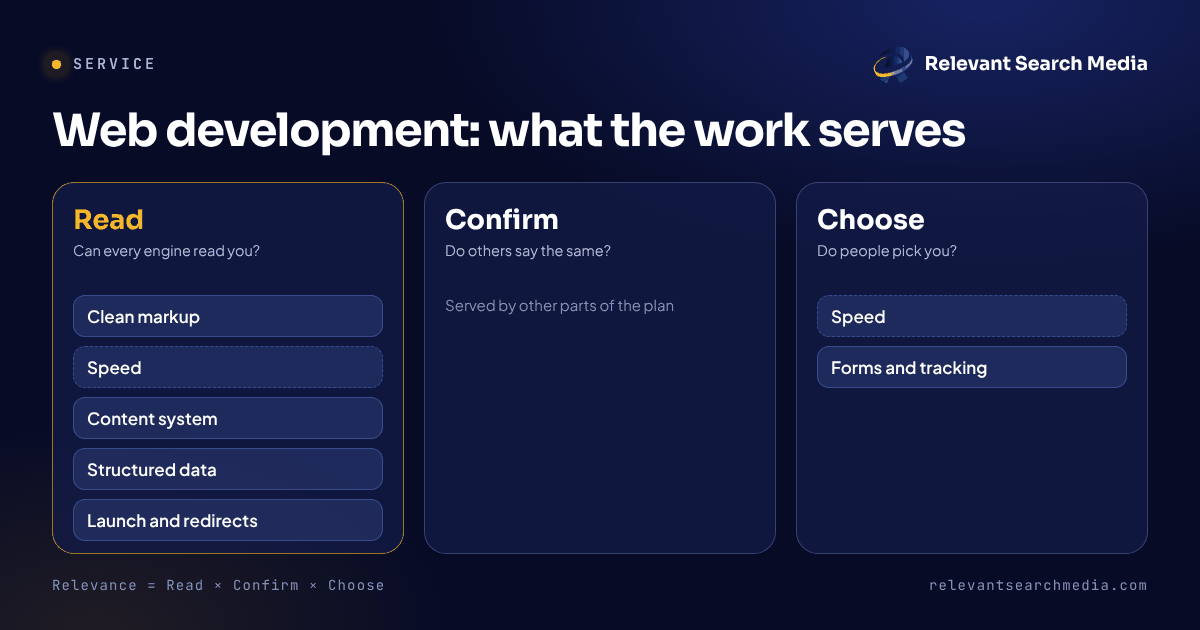 SERVICE
Relevant Search Media
Web development: what the work serves
Read
Can every engine read you?
Clean markup
Speed
Content system
Structured data
Launch and redirects
Confirm
Do others say the same?
Served by other parts of the plan
Choose
Do people pick you?
Speed
Forms and tracking
Relevance = Read × Confirm × Choose
relevantsearchmedia.com